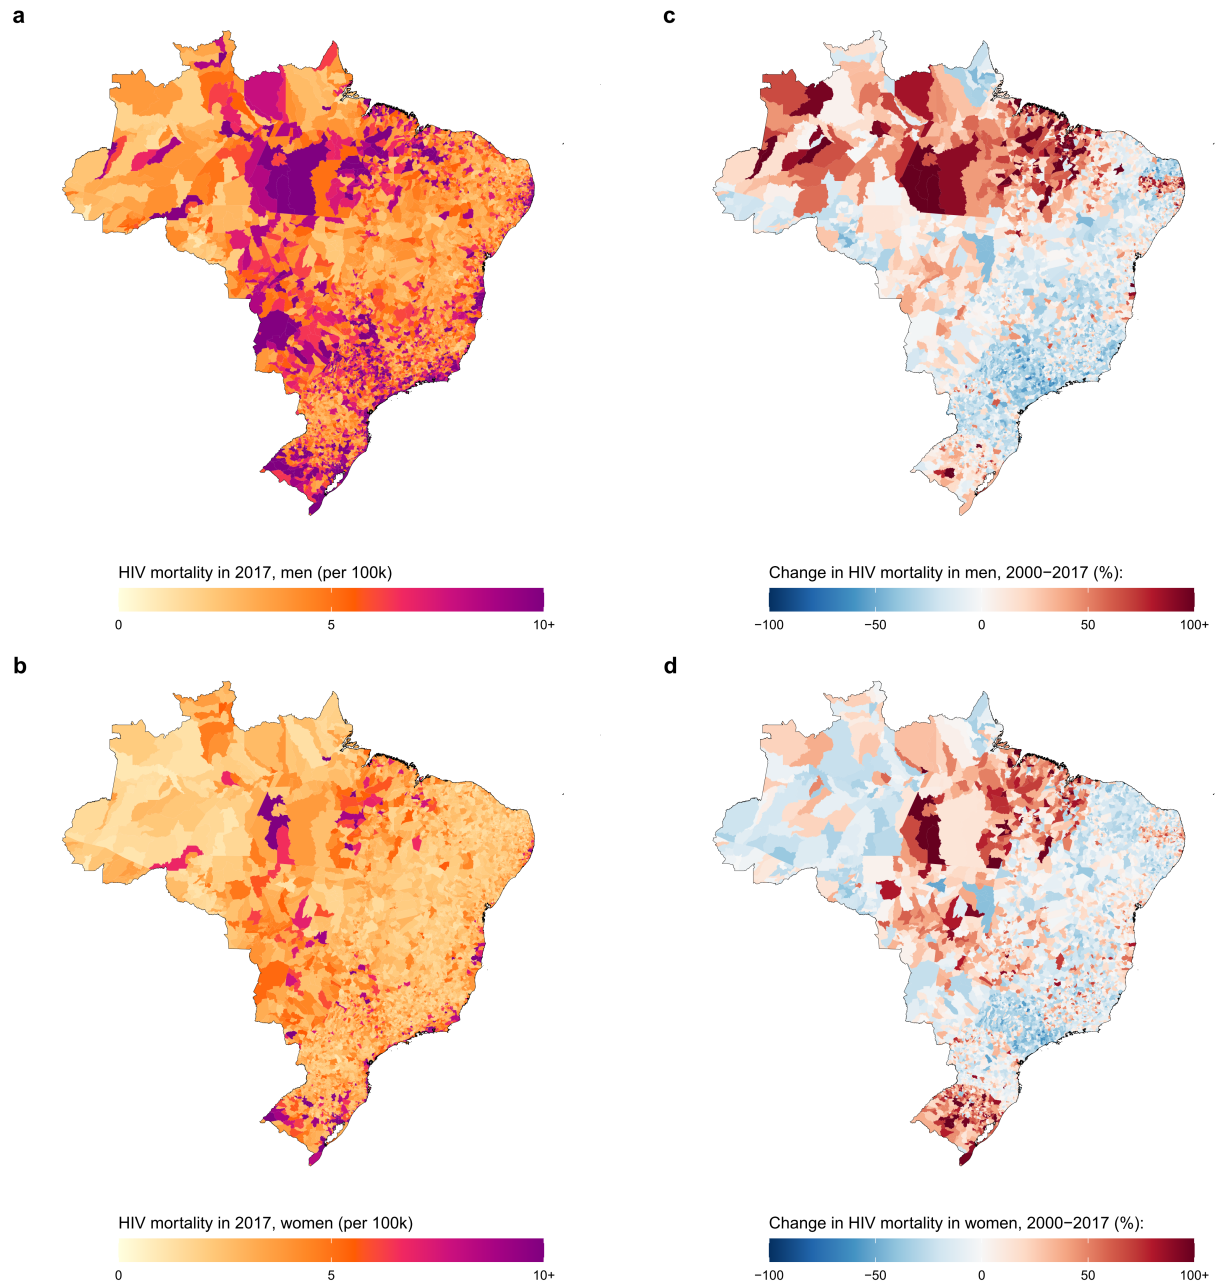 a
c
HIV mortality in 2017, men (per 100k)
0 5 10+
Change in HIV mortality in men, 2000−2017 (%):
−100 −50 0 50 100+
b
d
HIV mortality in 2017, women (per 100k)
0 5 10+
Change in HIV mortality in women, 2000−2017 (%):
−100 −50 0 50 100+